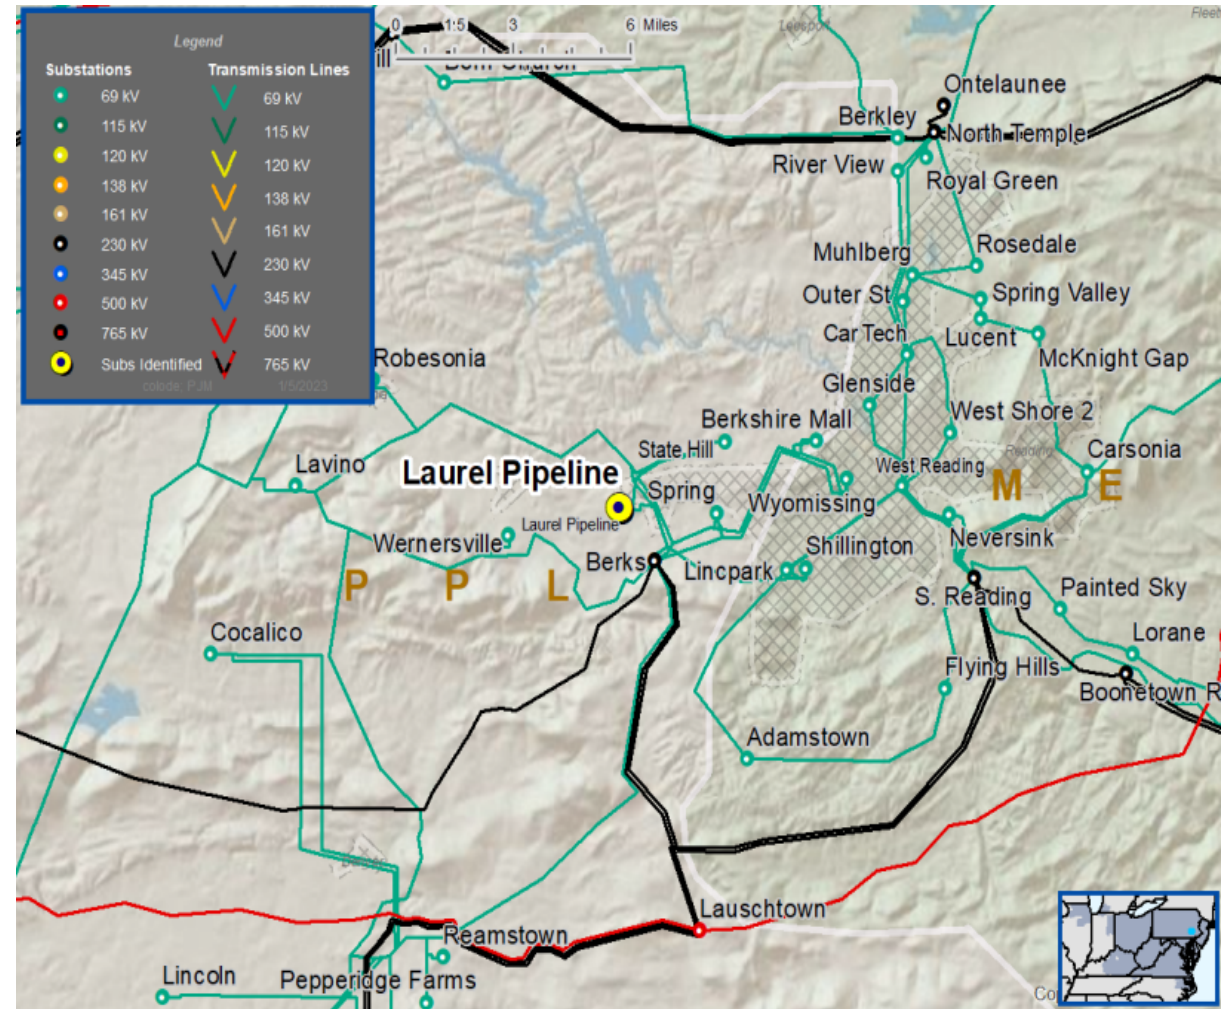 Legend
Substations
Transmission Lines
69 kV
69 kV
115 kV
115 kV
120 kV
120 kV
138 kV
138 kV
161 kV
161 kV
230 kV
230 kV
345 kV
345 kV
500 kV
500 kV
765 kV
765 kV
Subs Identified
1/5/2023
0 1.5 3 6 Miles
Leesport
Ontelaunee
Berkley
North Temple
River View
Royal Green
Muhlberg
Rosedale
Outer St
Spring Valley
Car Tech
Lucent
McKnight Gap
Robesonia
Glenside
Berkshire Mall
West Shore 2
State Hill
Reading
Carsonia
Lavino
Laurel Pipeline
West Reading
M E
Spring
Wyomissing
Laurel Pipeline
Wernersville
Neversink
Berks
Shillington
Lincpark
P P L
S. Reading
Painted Sky
Cocalico
Lorane
Flying Hills
Boonetown R
Adamstown
Lauschtown
Reamstown
Lincoln
Pepperidge Farms